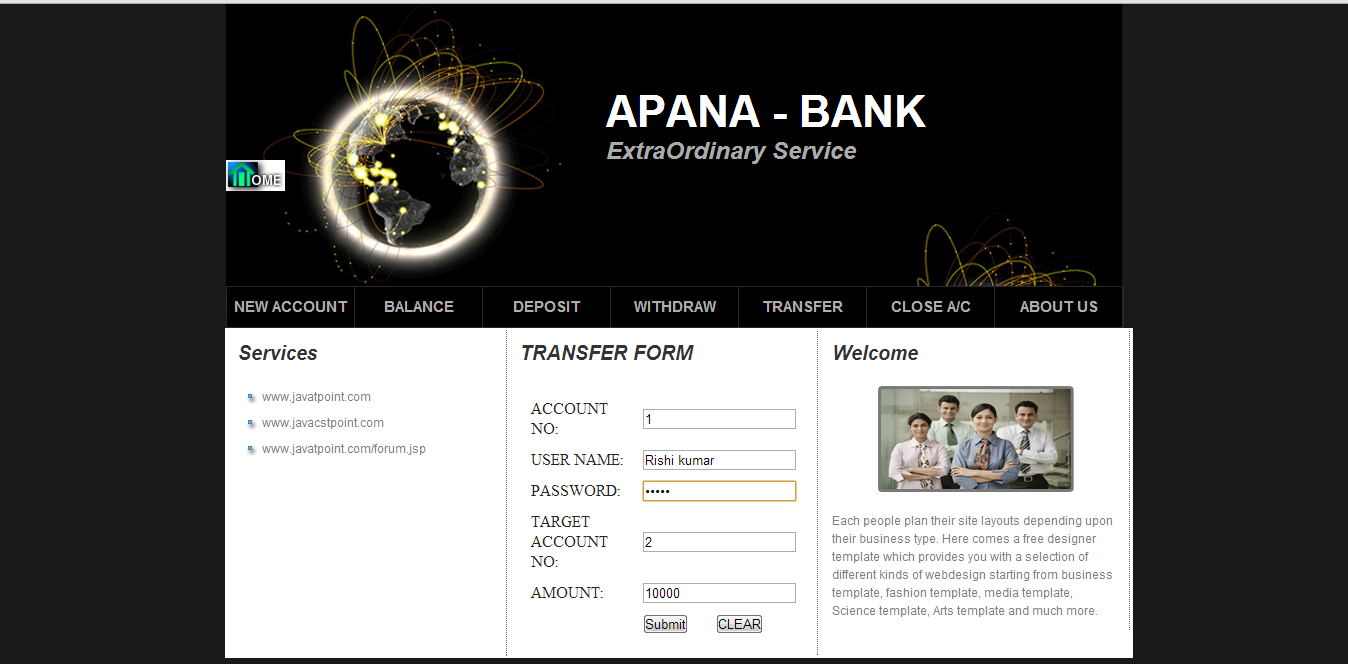 APANA - BANK
ExtraOrdinary Service
OME
NEW ACCOUNT BALANCE DEPOSIT WITHDRAW TRANSFER CLOSE A/C ABOUT US
Services
www.javatpoint.com
www.javacstpoint.com
www.javatpoint.com/forum.jsp
TRANSFER FORM
ACCOUNT
NO: 1
USER NAME: Rishi kumar
PASSWORD: •••••
TARGET
ACCOUNT
NO: 2
AMOUNT: 10000
Submit CLEAR
Welcome
Each people plan their site layouts depending upon
their business type. Here comes a free designer
template which provides you with a selection of
different kinds of webdesign starting from business
template, fashion template, media template,
Science template, Arts template and much more.